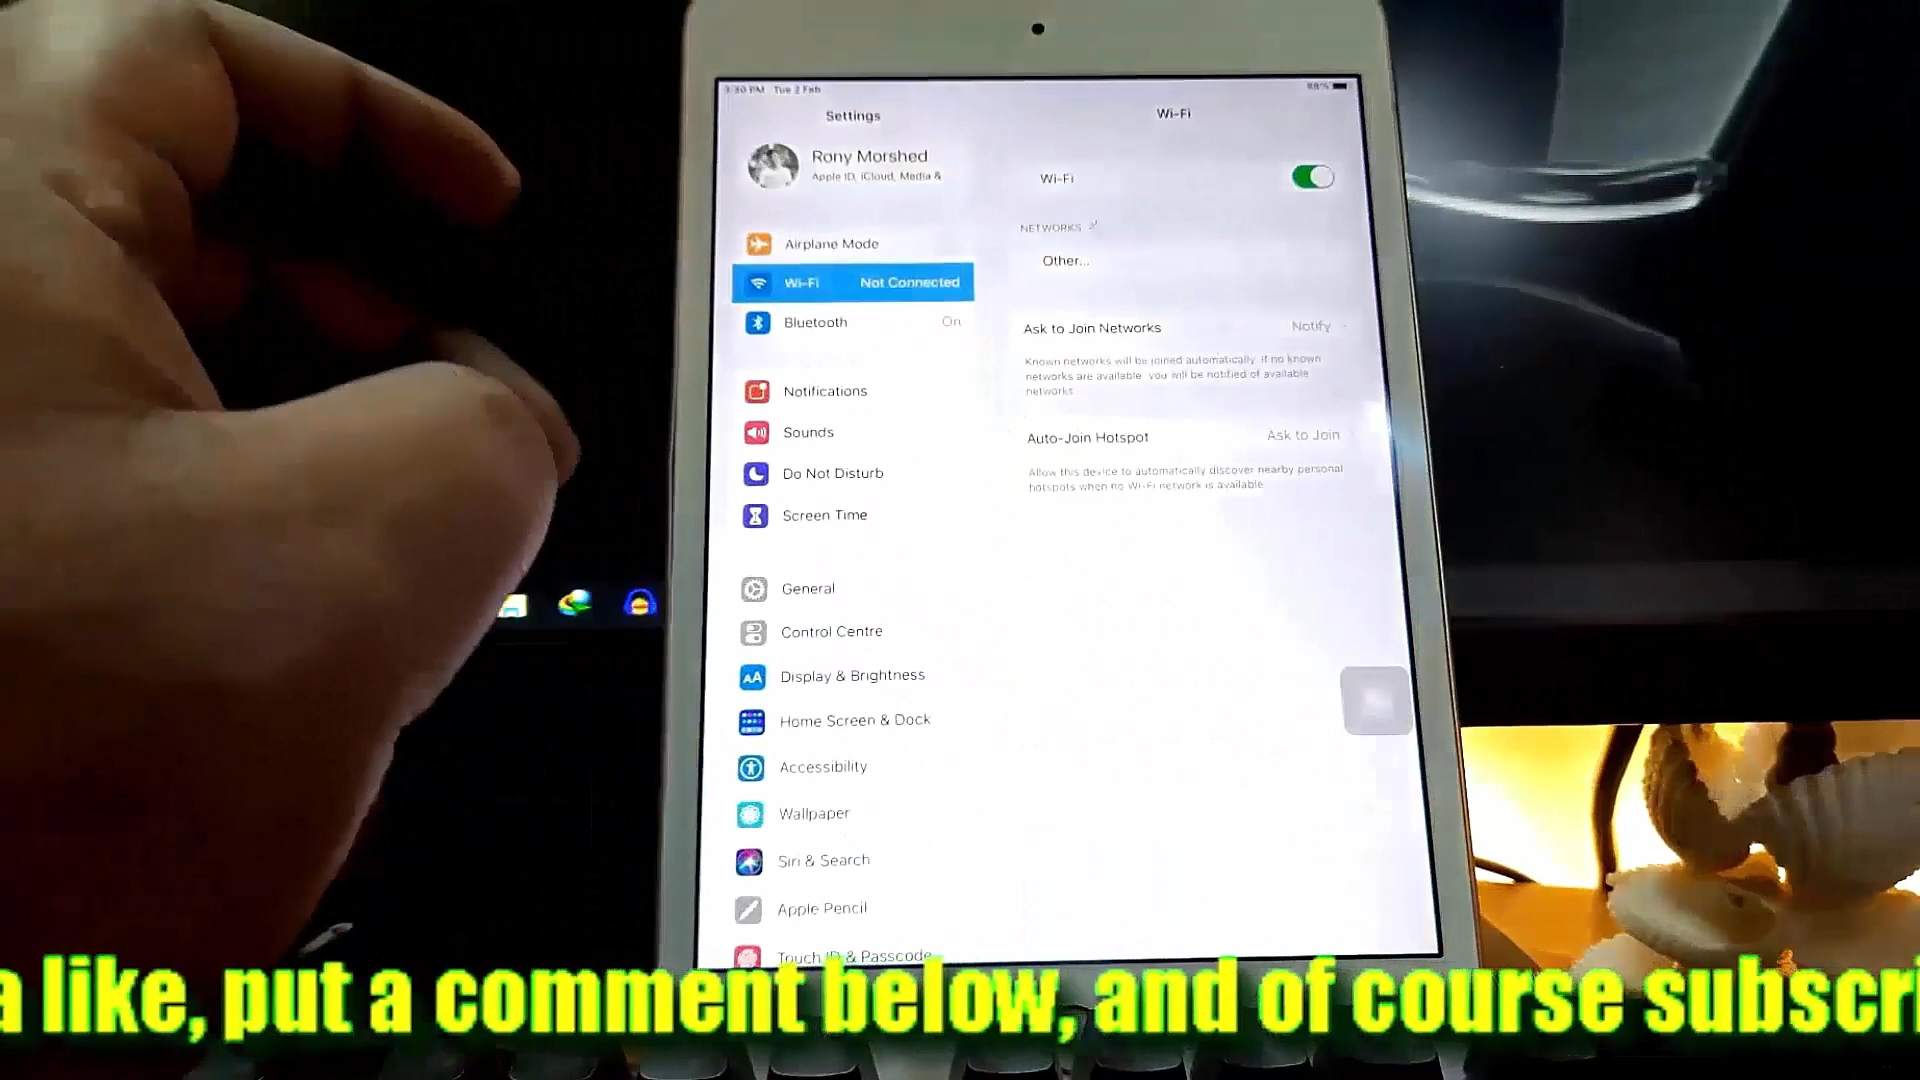 3:30 PM Tue 2 Feb
88%
Settings
Rony Morshed
Apple ID, iCloud, Media &
Airplane Mode
Wi-Fi Not Connected
Bluetooth On
Notifications
Sounds
Do Not Disturb
Screen Time
General
Control Centre
AA Display & Brightness
Home Screen & Dock
Accessibility
Wallpaper
Siri & Search
Apple Pencil
Touch ID & Passcode
Wi-Fi
Wi-Fi
NETWORKS
Other...
Ask to Join Networks Notify
Known networks will be joined automatically. If no known
networks are available, you will be notified of available
networks.
Auto-Join Hotspot Ask to Join
Allow this device to automatically discover nearby personal
hotspots when no Wi-Fi network is available.
a like, put a comment below, and of course subscri